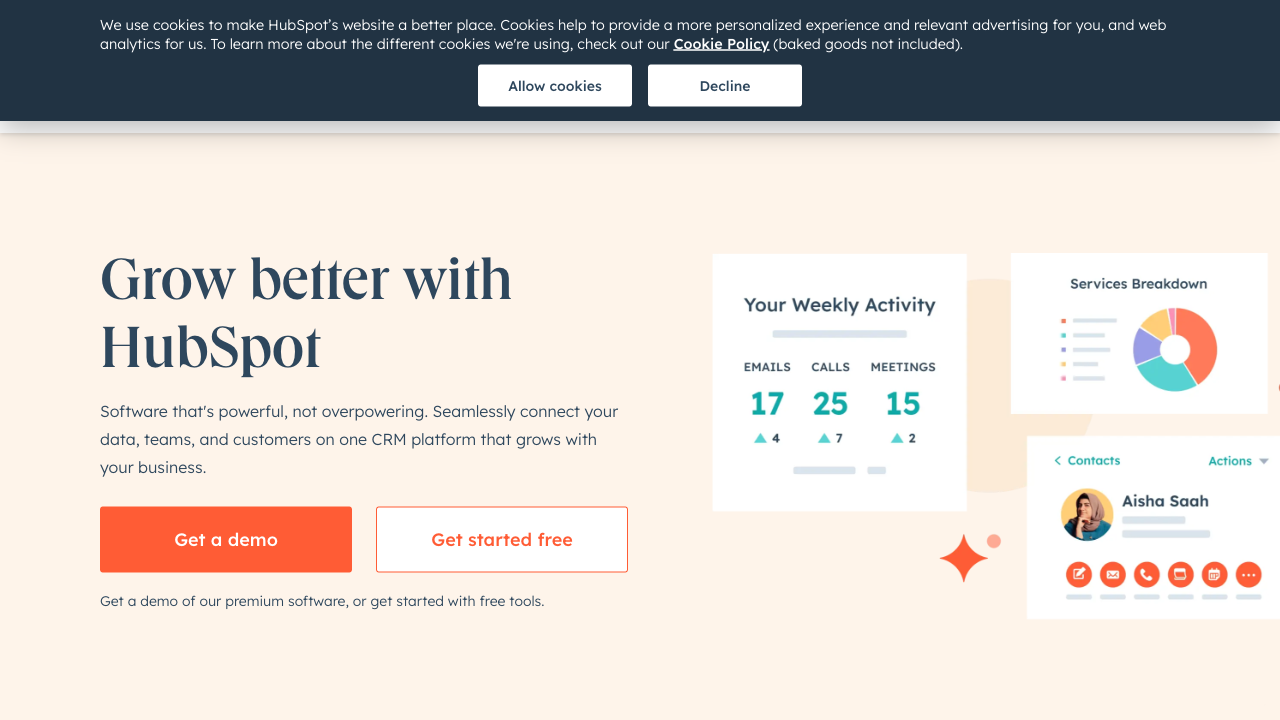 We use cookies to make HubSpot’s website a better place. Cookies help to provide a more personalized experience and relevant advertising for you, and web
analytics for us. To learn more about the different cookies we're using, check out our Cookie Policy (baked goods not included).
Allow cookies
Decline
Grow better with
HubSpot
Software that's powerful, not overpowering. Seamlessly connect your
data, teams, and customers on one CRM platform that grows with
your business.
Get a demo
Get started free
Get a demo of our premium software, or get started with free tools.
Your Weekly Activity
EMAILS CALLS MEETINGS
17 25 15
4 7 2
Services Breakdown
Contacts
Actions
Aisha Saah